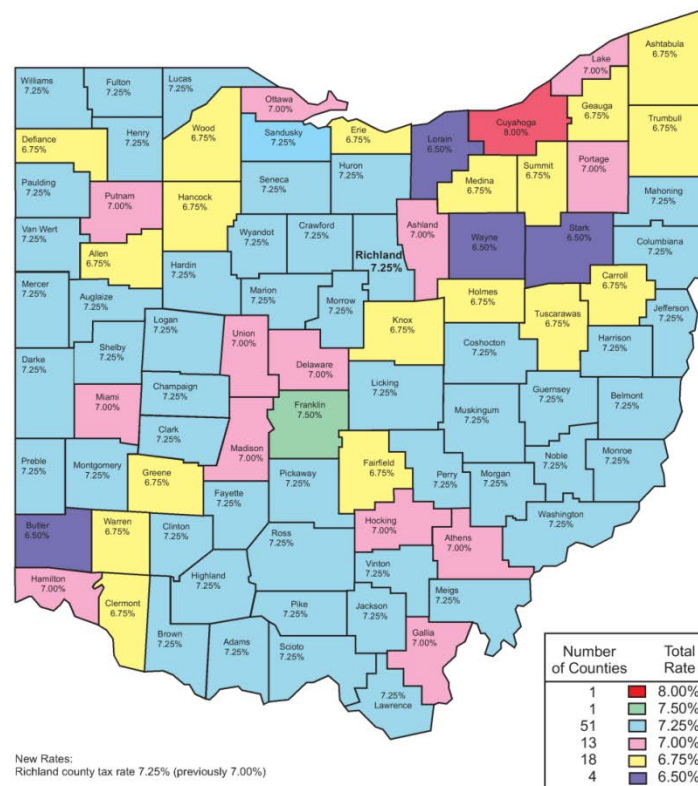 Ashtabula
6.75%
Lake
7.00%
Williams
7.25%
Fulton
7.25%
Lucas
7.25%
Ottawa
7.00%
Geauga
6.75%
Cuyahoga
8.00%
Trumbull
6.75%
Wood
6.75%
Sandusky
7.25%
Erie
6.75%
Lorain
6.50%
Henry
7.25%
Defiance
6.75%
Huron
7.25%
Medina
6.75%
Summit
6.75%
Portage
7.00%
Seneca
7.25%
Paulding
7.25%
Mahoning
7.25%
Putnam
7.00%
Hancock
6.75%
Ashland
7.00%
Wayne
6.50%
Stark
6.50%
Van Wert
7.25%
Wyandot
7.25%
Crawford
7.25%
Richland
7.25%
Columbiana
7.25%
Allen
6.75%
Hardin
7.25%
Carroll
6.75%
Mercer
7.25%
Auglaize
7.25%
Marion
7.25%
Morrow
7.25%
Holmes
6.75%
Tuscarawas
6.75%
Jefferson
7.25%
Logan
7.25%
Union
7.00%
Knox
6.75%
Coshocton
7.25%
Harrison
7.25%
Shelby
7.25%
Delaware
7.00%
Darke
7.25%
Champaign
7.25%
Licking
7.25%
Guernsey
7.25%
Belmont
7.25%
Miami
7.00%
Franklin
7.50%
Muskingum
7.25%
Clark
7.25%
Madison
7.00%
Preble
7.25%
Montgomery
7.25%
Greene
6.75%
Pickaway
7.25%
Fairfield
6.75%
Perry
7.25%
Morgan
7.25%
Noble
7.25%
Monroe
7.25%
Fayette
7.25%
Washington
7.25%
Butler
6.50%
Warren
6.75%
Clinton
7.25%
Ross
7.25%
Hocking
7.00%
Athens
7.00%
Hamilton
7.00%
Clermont
6.75%
Highland
7.25%
Vinton
7.25%
Meigs
7.25%
Pike
7.25%
Jackson
7.25%
Brown
7.25%
Adams
7.25%
Scioto
7.25%
Gallia
7.00%
7.25%
Lawrence
Number of Counties Total Rate
1 8.00%
1 7.50%
51 7.25%
13 7.00%
18 6.75%
4 6.50%
New Rates:
Richland county tax rate 7.25% (previously 7.00%)